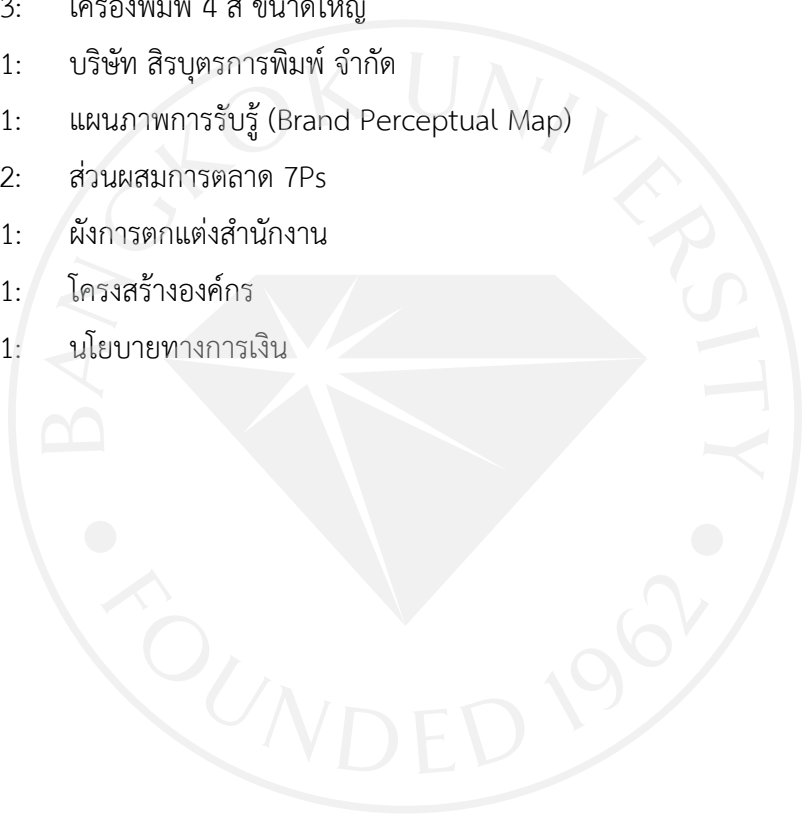 3: เครื่องพิมพ์ 4 สี ขนาดใหญ่
1: บริษัท สิรบุตรการพิมพ์ จำกัด
1: แผนภาพการรับรู้ (Brand Perceptual Map)
2: ส่วนผสมการตลาด 7Ps
1: ผังการตกแต่งสำนักงาน
1: โครงสร้างองค์กร
1: นโยบายทางการเงิน
BANGKOK UNIVERSITY
• FOUNDED 1962 •